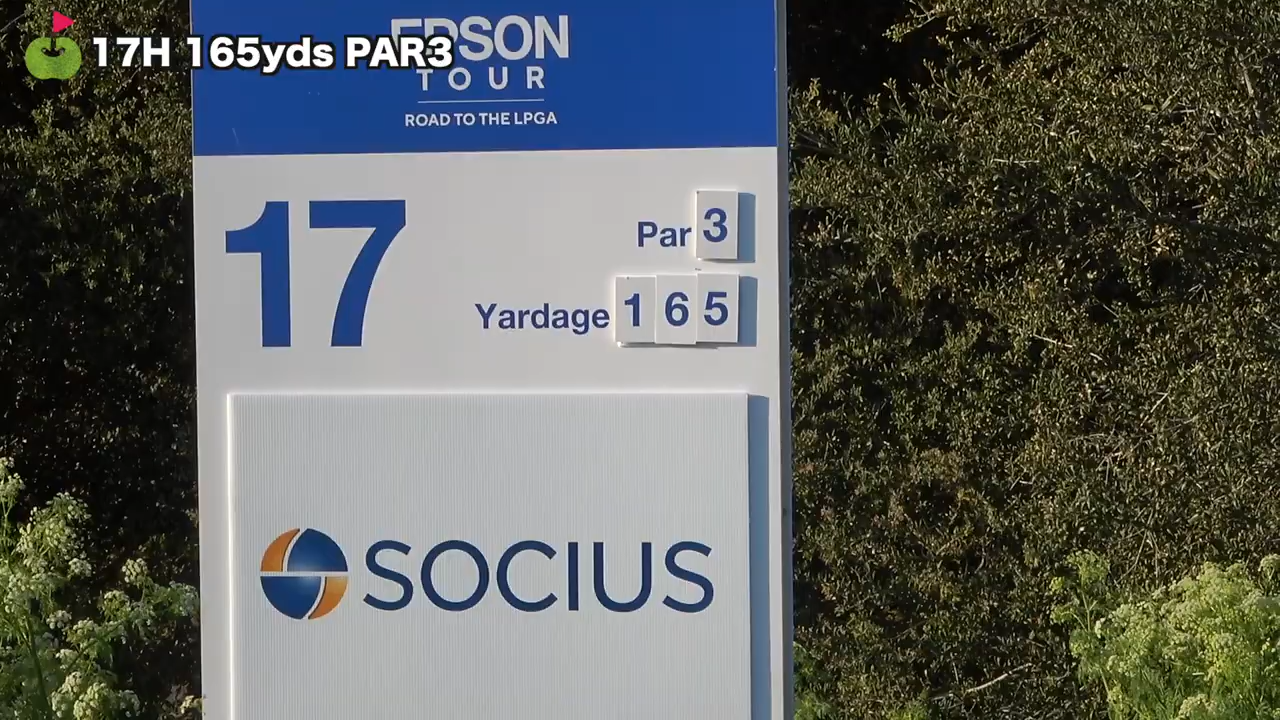 17H 165yds PAR3
EPSON
TOUR
ROAD TO THE LPGA
17
Par 3
Yardage 165
SOCIUS